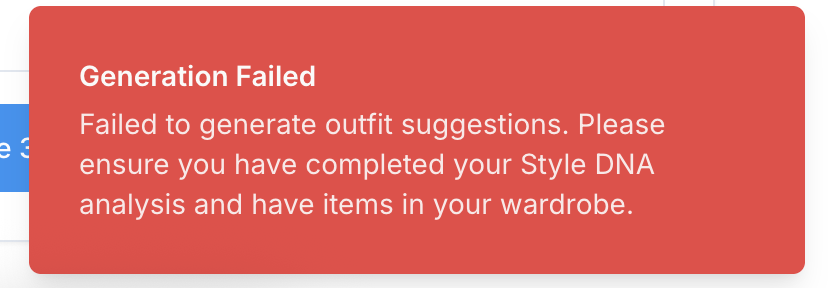 Generation Failed
Failed to generate outfit suggestions. Please
ensure you have completed your Style DNA
analysis and have items in your wardrobe.
e 3